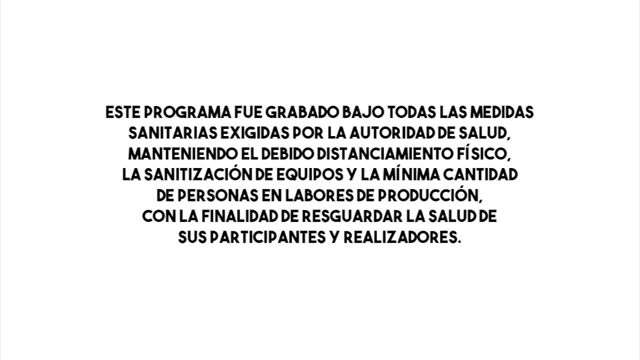 ESTE PROGRAMA FUE GRABADO BAJO TODAS LAS MEDIDAS
SANITARIAS EXIGIDAS POR LA AUTORIDAD DE SALUD,
MANTENIENDO EL DEBIDO DISTANCIAMIENTO FÍSICO,
LA SANITIZACIÓN DE EQUIPOS Y LA MÍNIMA CANTIDAD
DE PERSONAS EN LABORES DE PRODUCCIÓN,
CON LA FINALIDAD DE RESGUARDAR LA SALUD DE
SUS PARTICIPANTES Y REALIZADORES.